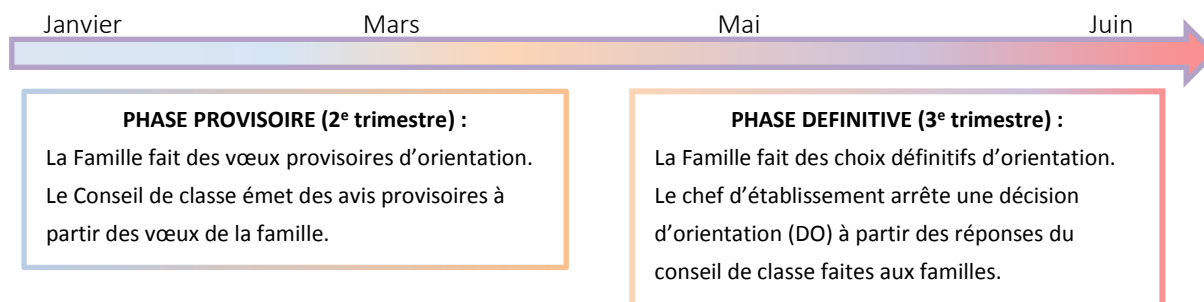 Janvier Mars Mai Juin
PHASE PROVISOIRE (2e trimestre) :
La Famille fait des vœux provisoires d'orientation.
Le Conseil de classe émet des avis provisoires à
partir des vœux de la famille.
PHASE DEFINITIVE (3e trimestre) :
La Famille fait des choix définitifs d'orientation.
Le chef d'établissement arrête une décision
d'orientation (DO) à partir des réponses du
conseil de classe faites aux familles.